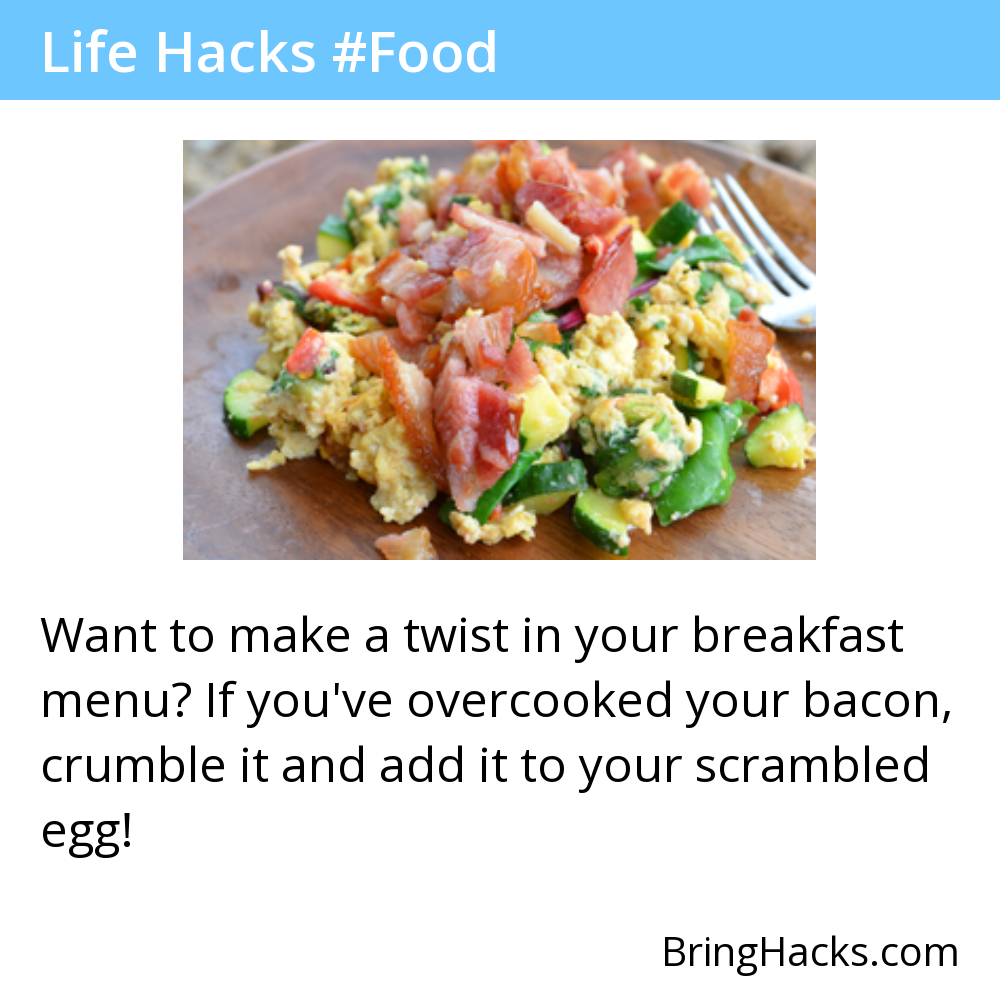 Life Hacks #Food
Want to make a twist in your breakfast
menu? If you've overcooked your bacon,
crumble it and add it to your scrambled
egg!
BringHacks.com